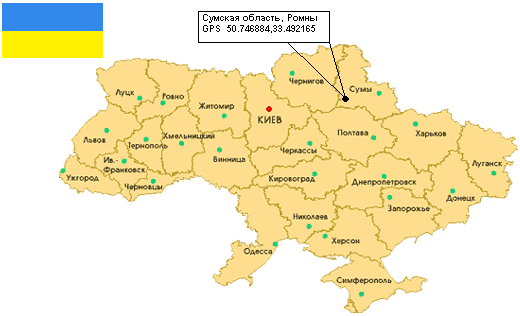 Сумская область, Ромны
GPS 50.746884,33.492165
Чернигов
Сумы
Луцк
Ровно
Житомир
КИЕВ
Львов
Тернополь
Хмельницкий
Винница
Черкассы
Полтава
Харьков
Ив.-
Франковск
Ужгород
Черновцы
Кировоград
Днепропетровск
Луганск
Донецк
Запорожье
Николаев
Одесса
Херсон
Симферополь